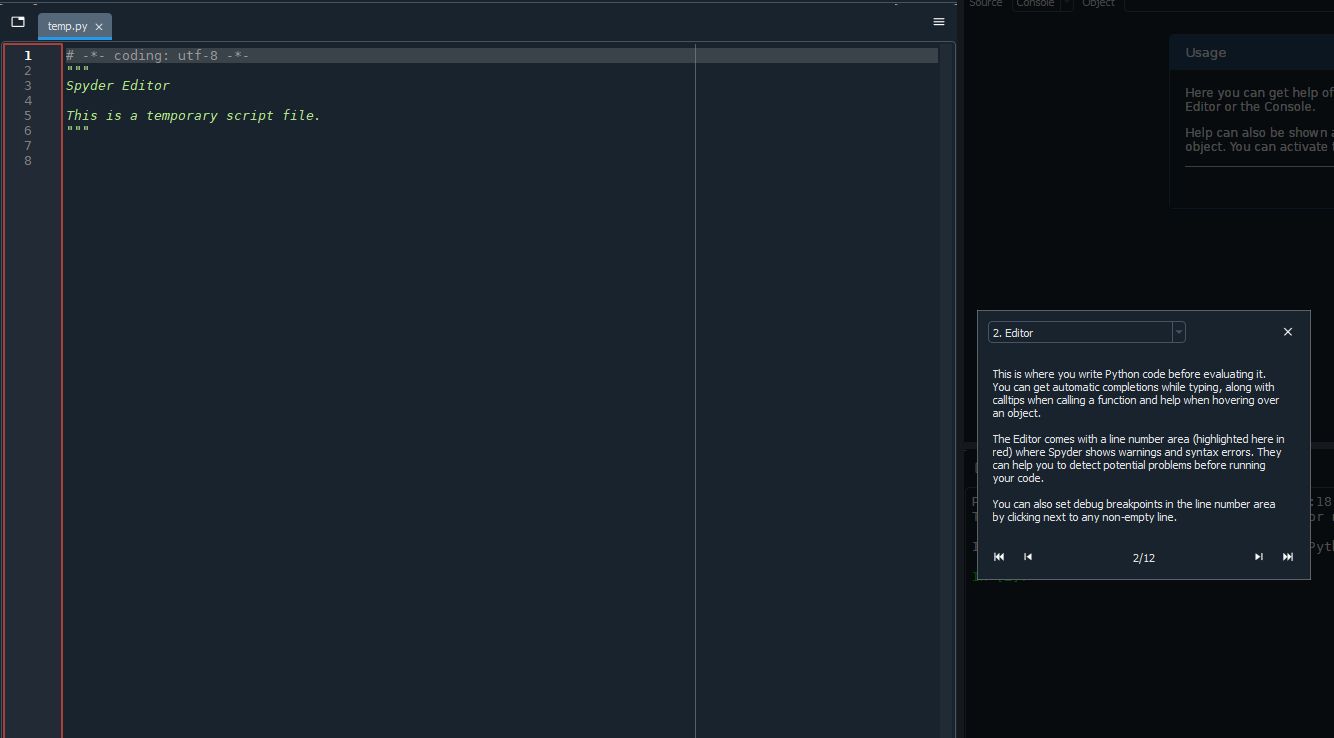 Source Console Object
temp.py
1 # -*- coding: utf-8 -*-
2 """
3 Spyder Editor
4
5 This is a temporary script file.
6 """
7
8
Usage
Here you can get help of
Editor or the Console.
Help can also be shown
object. You can activate
2. Editor
This is where you write Python code before evaluating it.
You can get automatic completions while typing, along with
calltips when calling a function and help when hovering over
an object.
The Editor comes with a line number area (highlighted here in
red) where Spyder shows warnings and syntax errors. They
can help you to detect potential problems before running
your code.
You can also set debug breakpoints in the line number area
by clicking next to any non-empty line.
2/12
:18
or
Pyth